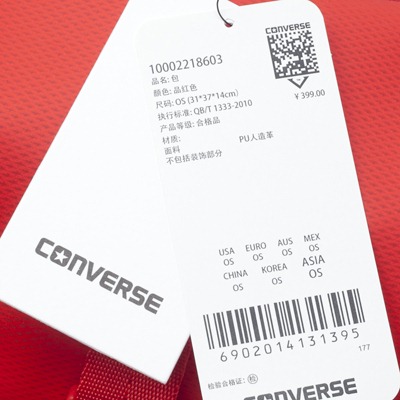 CONVERSE
CONVERSE
10002218603
品名: 包
颜色: 品红色
尺码: OS (31*37*14cm)
执行标准: QB/T 1333-2010
产品等级: 合格品
材质: PU人造革
面料
不包括装饰部分
¥ 399.00
USA EURO AUS MEX
OS OS OS OS
CHINA KOREA ASIA
OS OS OS
6902014131395
177
检验合格证: 检
CONVERSE